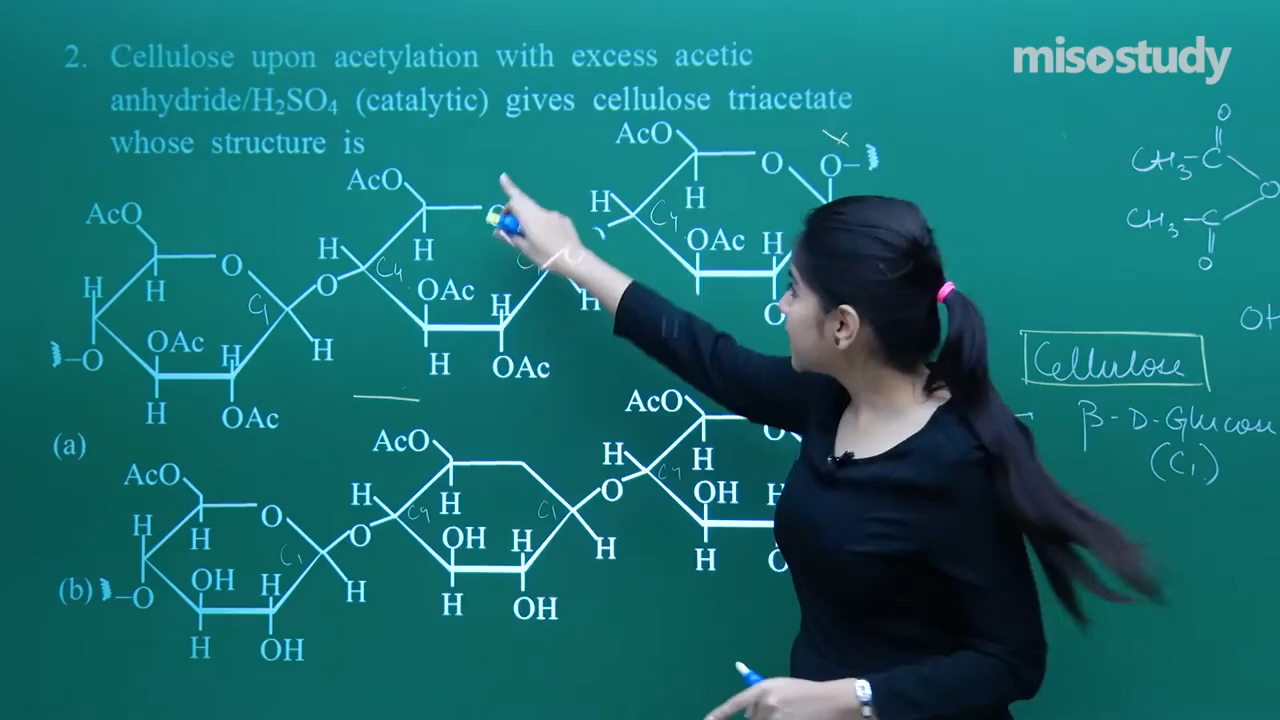 misostudy
2. Cellulose upon acetylation with excess acetic
anhydride/H₂SO₄ (catalytic) gives cellulose triacetate
whose structure is
AcO O O
H H C₄
OAc H
AcO O
H H C₄
OAc H H
H OAc
AcO O O
H H C₁ H
O OAc H
H OAc
(a)
AcO
H H C₄
OH H
H
AcO
H H C₄ C₁ O
OH H H
H OH
AcO O O
H H C₁ H
(b) O OH H
H OH
O
CH₃-C
O
CH₃-C
O
OH
Cellulose
β-D-Glucose
(C₁)